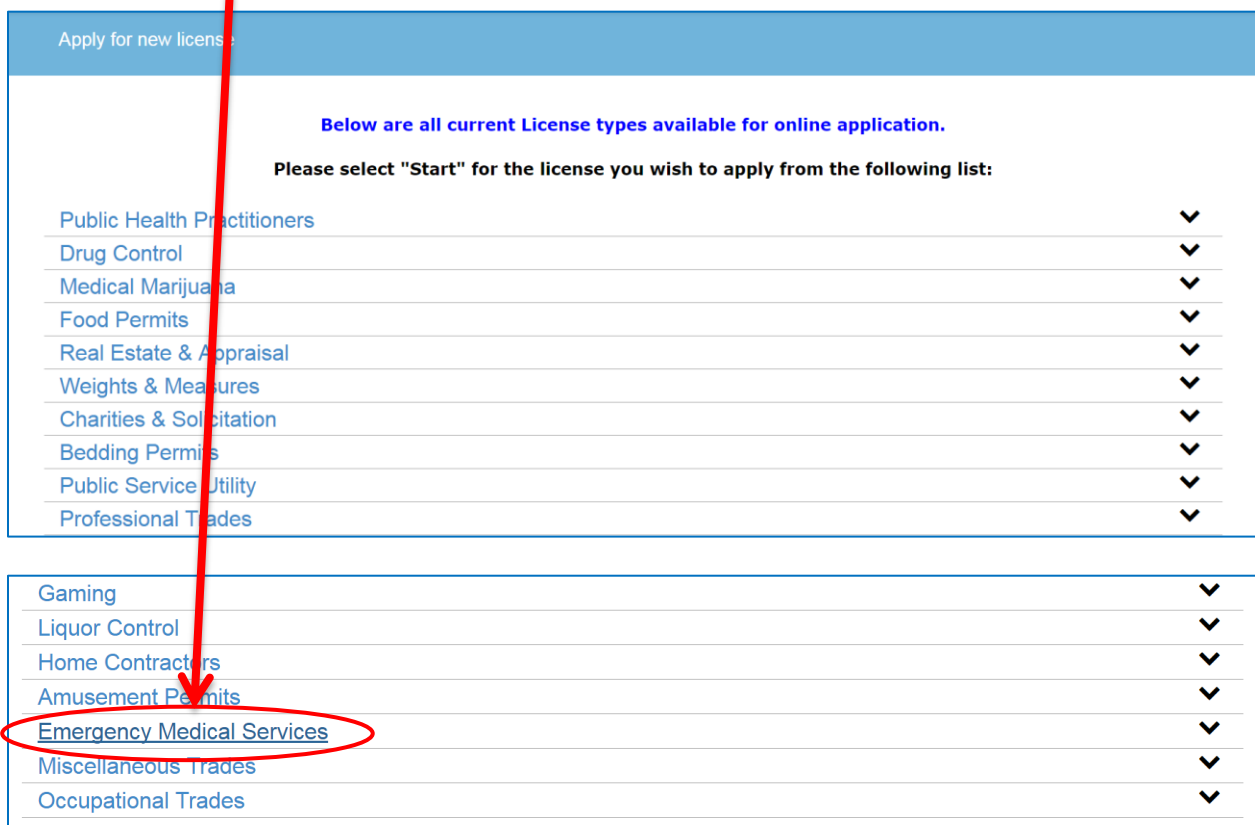 Apply for new license
Below are all current License types available for online application.
Please select "Start" for the license you wish to apply from the following list:
Public Health Practitioners
Drug Control
Medical Marijuana
Food Permits
Real Estate & Appraisal
Weights & Measures
Charities & Solicitation
Bedding Permits
Public Service Utility
Professional Trades
Gaming
Liquor Control
Home Contractors
Amusement Permits
Emergency Medical Services
Miscellaneous Trades
Occupational Trades